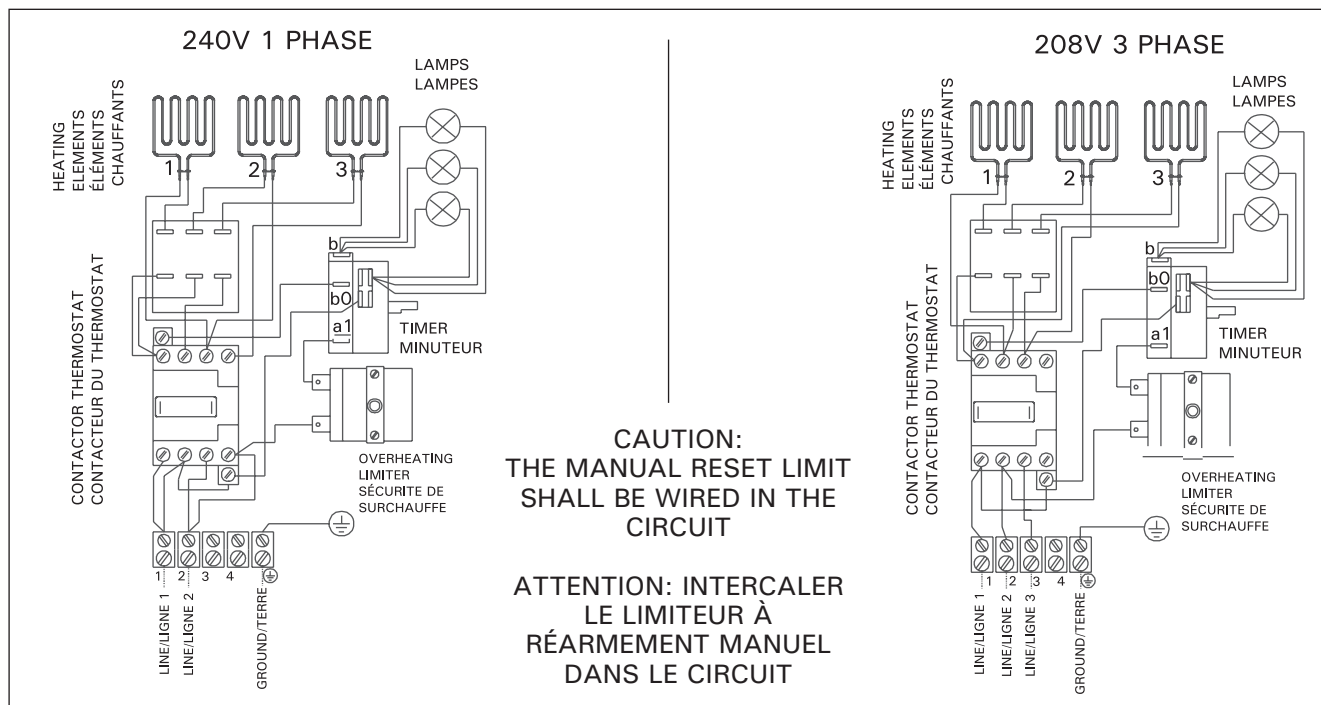 240V 1 PHASE
LAMPS
LAMPES
HEATING
ELEMENTS
ÉLÉMENTS
CHAUFFANTS
1
2
3
b
b0
a1
TIMER
MINUTEUR
CONTACTOR THERMOSTAT
CONTACTEUR DU THERMOSTAT
OVERHEATING
LIMITER
SÉCURITE DE
SURCHAUFFE
1
2
3
4
LINE/LIGNE 1
LINE/LIGNE 2
GROUND/TERRE
CAUTION:
THE MANUAL RESET LIMIT
SHALL BE WIRED IN THE
CIRCUIT
ATTENTION: INTERCALER
LE LIMITEUR À
RÉARMEMENT MANUEL
DANS LE CIRCUIT
208V 3 PHASE
LAMPS
LAMPES
HEATING
ELEMENTS
ÉLÉMENTS
CHAUFFANTS
1
2
3
b
b0
a1
TIMER
MINUTEUR
CONTACTOR THERMOSTAT
CONTACTEUR DU THERMOSTAT
OVERHEATING
LIMITER
SÉCURITE DE
SURCHAUFFE
1
2
3
4
LINE/LIGNE 1
LINE/LIGNE 2
LINE/LIGNE 3
GROUND/TERRE